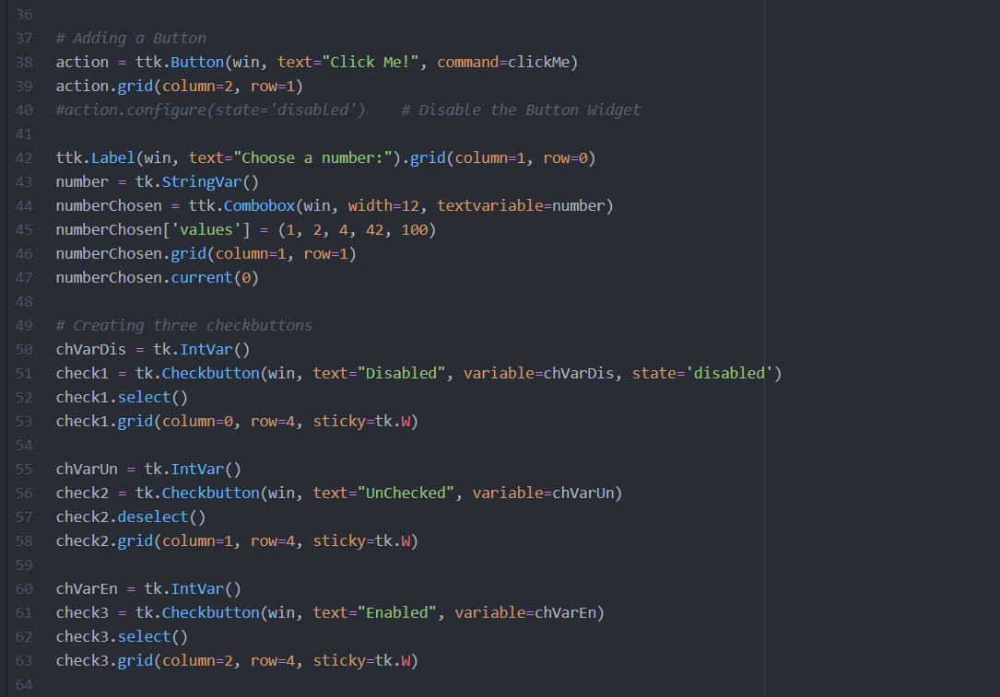 36
37 # Adding a Button
38 action = ttk.Button(win, text="Click Me!", command=clickMe)
39 action.grid(column=2, row=1)
40 #action.configure(state='disabled')    # Disable the Button Widget
41
42 ttk.Label(win, text="Choose a number:").grid(column=1, row=0)
43 number = tk.StringVar()
44 numberChosen = ttk.Combobox(win, width=12, textvariable=number)
45 numberChosen['values'] = (1, 2, 4, 42, 100)
46 numberChosen.grid(column=1, row=1)
47 numberChosen.current(0)
48
49 # Creating three checkbuttons
50 chVarDis = tk.IntVar()
51 check1 = tk.Checkbutton(win, text="Disabled", variable=chVarDis, state='disabled')
52 check1.select()
53 check1.grid(column=0, row=4, sticky=tk.W)
54
55 chVarUn = tk.IntVar()
56 check2 = tk.Checkbutton(win, text="UnChecked", variable=chVarUn)
57 check2.deselect()
58 check2.grid(column=1, row=4, sticky=tk.W)
59
60 chVarEn = tk.IntVar()
61 check3 = tk.Checkbutton(win, text="Enabled", variable=chVarEn)
62 check3.select()
63 check3.grid(column=2, row=4, sticky=tk.W)
64